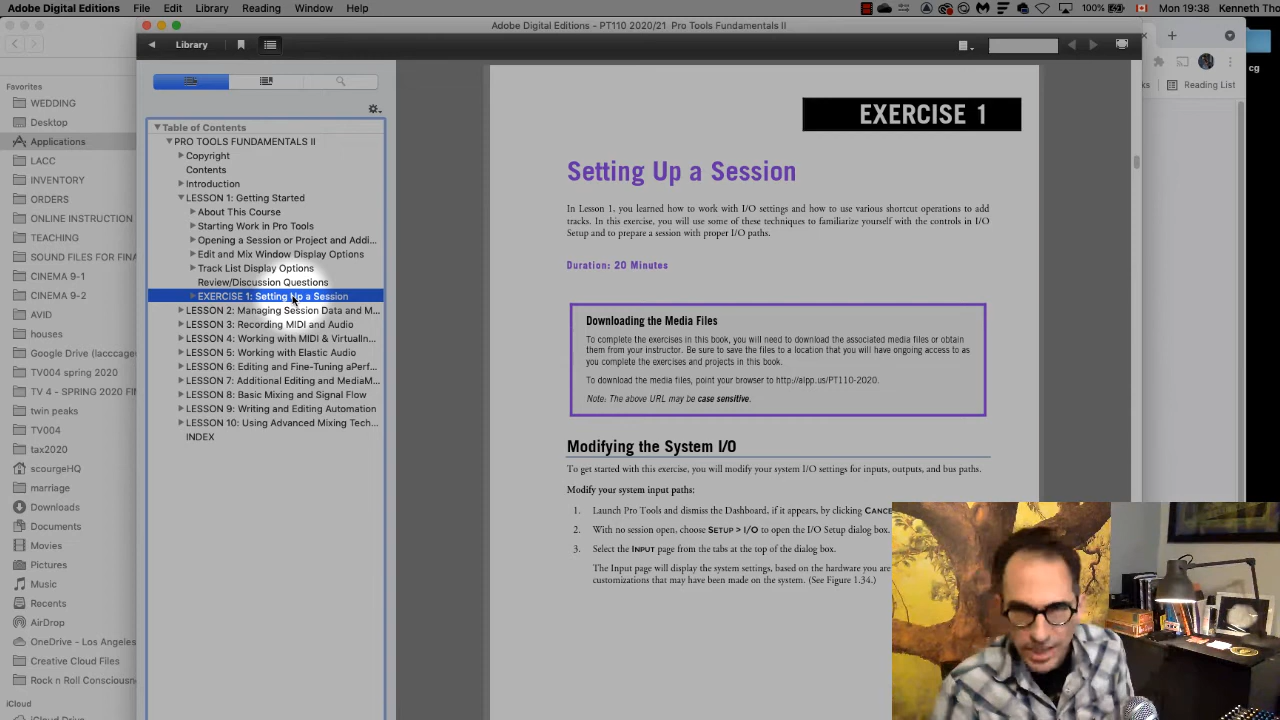 Adobe Digital Editions File Edit Library Reading Window Help 100% Mon 19:38 Kenneth Tho
Adobe Digital Editions - PT110 2020/21 Pro Tools Fundamentals II
Library
ks Reading List
cg
Favorites
WEDDING
Desktop
Applications
LACC
INVENTORY
ORDERS
ONLINE INSTRUCTION
TEACHING
SOUND FILES FOR FINA
CINEMA 9-1
CINEMA 9-2
AVID
houses
Google Drive (lacccage
TV004 spring 2020
TV 4 - SPRING 2020 FIN
twin peaks
TV004
tax2020
scourgeHQ
marriage
Downloads
Documents
Movies
Pictures
Music
Recents
AirDrop
OneDrive - Los Angeles
Creative Cloud Files
Rock n Roll Consciousn
iCloud
iCloud Drive
Table of Contents
PRO TOOLS FUNDAMENTALS II
Copyright
Contents
Introduction
LESSON 1: Getting Started
About This Course
Starting Work in Pro Tools
Opening a Session or Project and Addi...
Edit and Mix Window Display Options
Track List Display Options
Review/Discussion Questions
EXERCISE 1: Setting Up a Session
LESSON 2: Managing Session Data and M...
LESSON 3: Recording MIDI and Audio
LESSON 4: Working with MIDI & VirtualIn...
LESSON 5: Working with Elastic Audio
LESSON 6: Editing and Fine-Tuning aPerf...
LESSON 7: Additional Editing and MediaM...
LESSON 8: Basic Mixing and Signal Flow
LESSON 9: Writing and Editing Automation
LESSON 10: Using Advanced Mixing Tech...
INDEX
EXERCISE 1
Setting Up a Session
In Lesson 1, you learned how to work with I/O settings and how to use various shortcut operations to add
tracks. In this exercise, you will use some of these techniques to familiarize yourself with the controls in I/O
Setup and to prepare a session with proper I/O paths.
Duration: 20 Minutes
Downloading the Media Files
To complete the exercises in this book, you will need to download the associated media files or obtain
them from your instructor. Be sure to save the files to a location that you will have ongoing access to as
you complete the exercises and projects in this book.
To download the media files, point your browser to http://alpp.us/PT110-2020.
Note: The above URL may be case sensitive.
Modifying the System I/O
To get started with this exercise, you will modify your system I/O settings for inputs, outputs, and bus paths.
Modify your system input paths:
1. Launch Pro Tools and dismiss the Dashboard, if it appears, by clicking CANCE
2. With no session open, choose SETUP > I/O to open the I/O Setup dialog box.
3. Select the INPUT page from the tabs at the top of the dialog box.
The Input page will display the system settings, based on the hardware you are
customizations that may have been made on the system. (See Figure 1.34.)